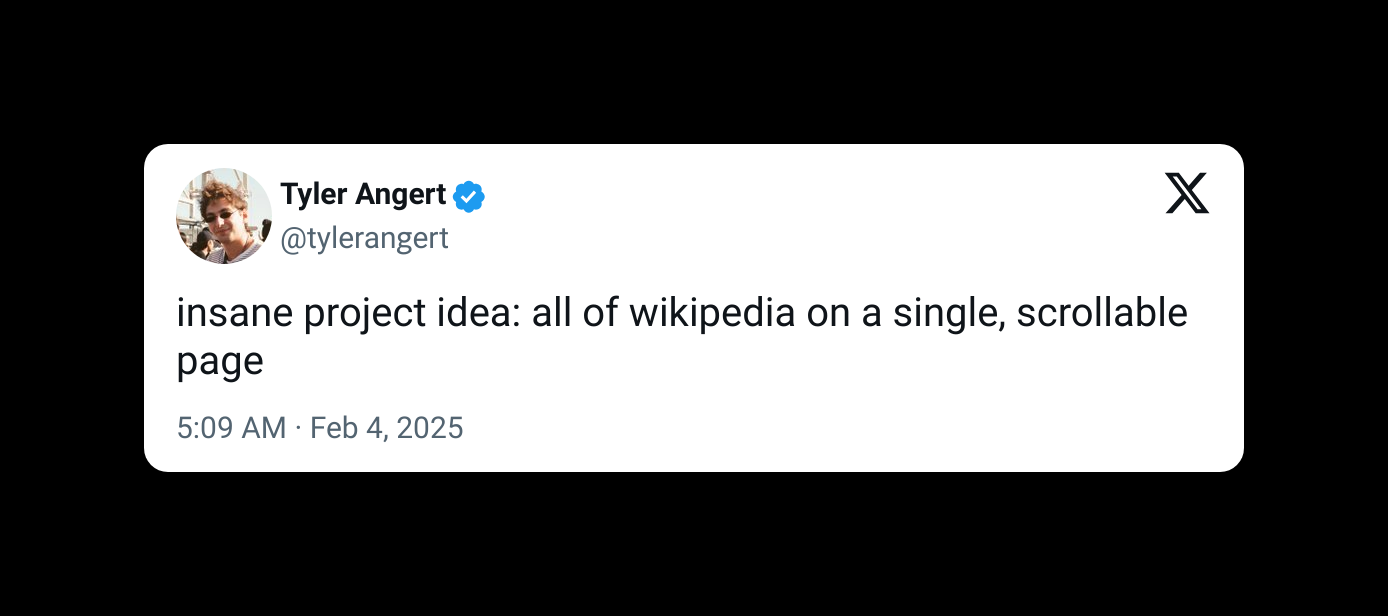 Tyler Angert
@tylerangert
insane project idea: all of wikipedia on a single, scrollable
page
5:09 AM · Feb 4, 2025